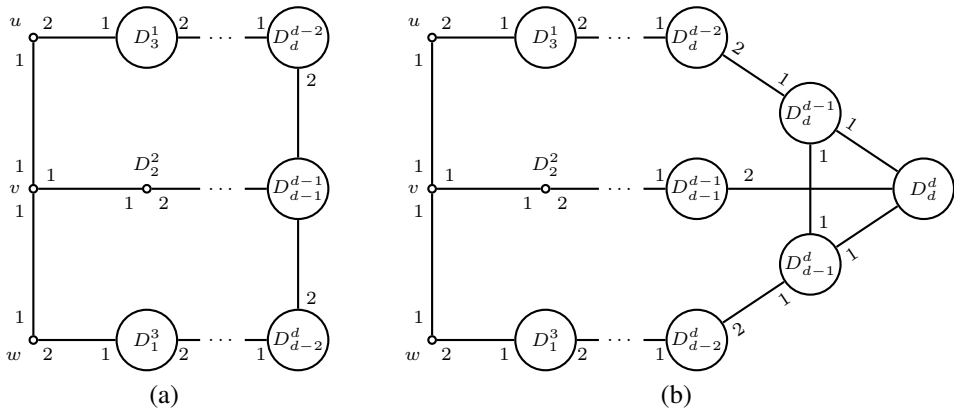 u 2 1 D_3^1 2 ⋯ 1 D_d^{d-2} u 2 1 D_3^1 2 ⋯ 1 D_d^{d-2}
1 2 1 2 1
D_d^{d-1}
1 1
1 D_2^2 1 D_2^2
v 1 1 2 ⋯ D_{d-1}^{d-1} v 1 1 2 ⋯ 1 D_{d-1}^{d-1} 2 D_d^d
1 1 1
D_{d-1}^d 1
1 2 1 2 1
w 2 1 D_1^3 2 ⋯ 1 D_{d-2}^d w 2 1 D_1^3 2 ⋯ 1 D_{d-2}^d
(a) (b)